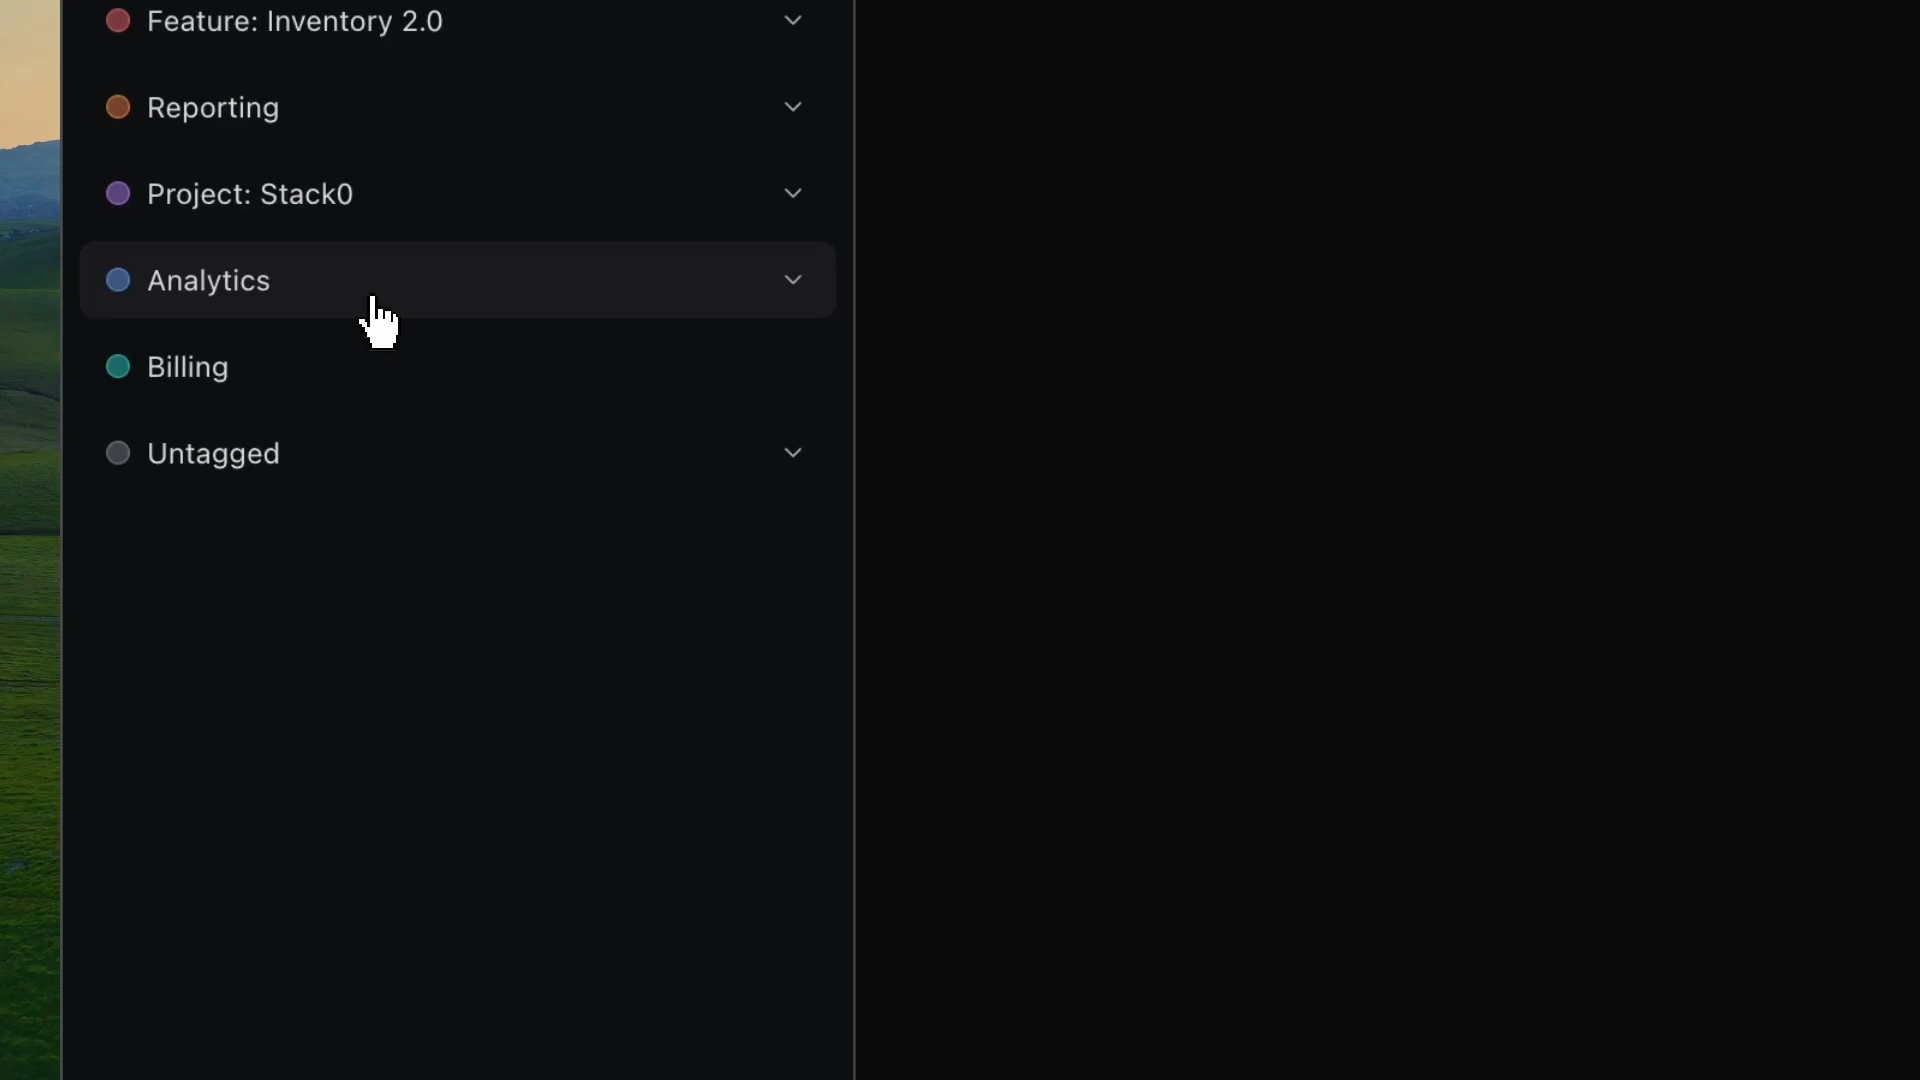 Feature: Inventory 2.0
Reporting
Project: Stack0
Analytics
Billing
Untagged